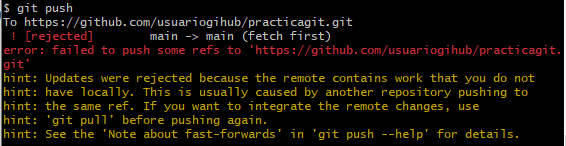 $ git push
To https://github.com/usuariogihub/practicagit.git
 ! [rejected]        main -> main (fetch first)
error: failed to push some refs to 'https://github.com/usuariogihub/practicagit.
git'
hint: Updates were rejected because the remote contains work that you do not
hint: have locally. This is usually caused by another repository pushing to
hint: the same ref. If you want to integrate the remote changes, use
hint: 'git pull' before pushing again.
hint: See the 'Note about fast-forwards' in 'git push --help' for details.